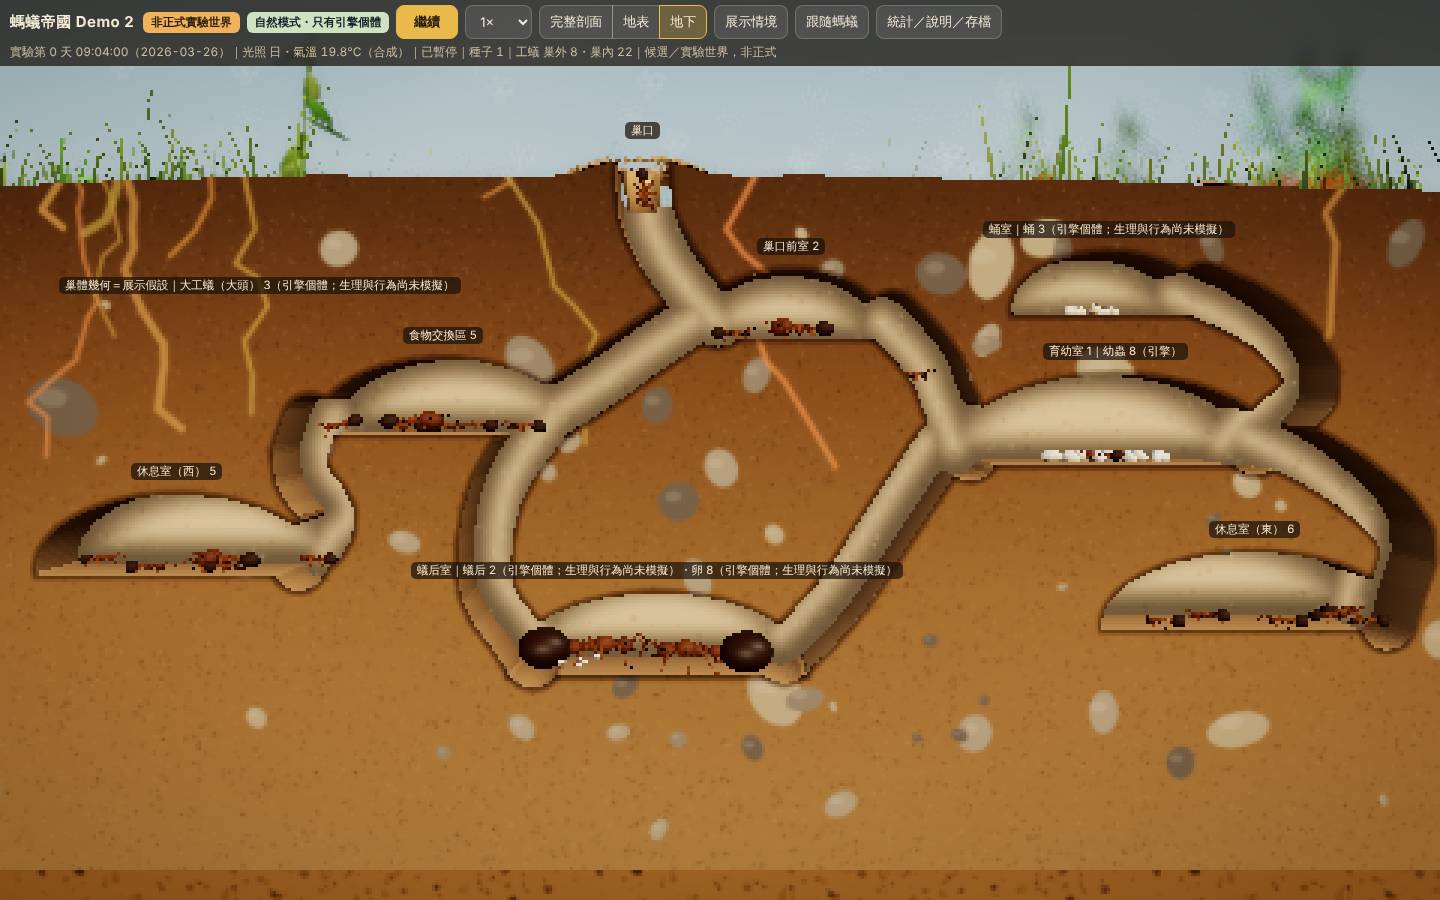 螞蟻帝國 Demo 2 非正式實驗世界 自然模式・只有引擎個體 繼續 1× 完整剖面 地表 地下 展示情境 跟隨螞蟻 統計／說明／存檔
實驗第 0 天 09:04:00（2026-03-26）｜光照 日・氣溫 19.8°C（合成）｜已暫停｜種子 1｜工蟻 巢外 8・巢內 22｜候選／實驗世界，非正式
巢口
蛹室｜蛹 3（引擎個體；生理與行為尚未模擬）
巢口前室 2
巢體幾何＝展示假設｜大工蟻（大頭） 3（引擎個體；生理與行為尚未模擬）
食物交換區 5
育幼室 1｜幼蟲 8（引擎）
休息室（西） 5
休息室（東） 6
蟻后室｜蟻后 2（引擎個體；生理與行為尚未模擬）・卵 8（引擎個體；生理與行為尚未模擬）